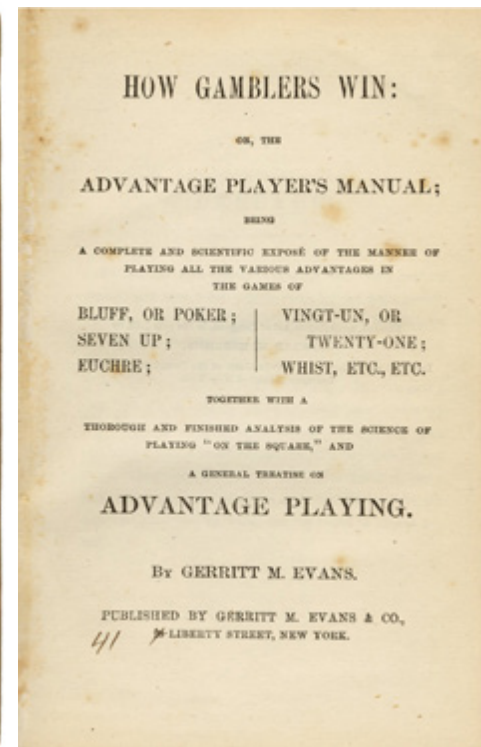 HOW GAMBLERS WIN:
OR, THE
ADVANTAGE PLAYER'S MANUAL;
BEING
A COMPLETE AND SCIENTIFIC EXPOSÉ OF THE MANNER OF
PLAYING ALL THE VARIOUS ADVANTAGES IN
THE GAMES OF
BLUFF, OR POKER;
SEVEN UP;
EUCHRE;
VINGT-UN, OR
TWENTY-ONE;
WHIST, ETC., ETC.
TOGETHER WITH A
THOROUGH AND FINISHED ANALYSIS OF THE SCIENCE OF
PLAYING "ON THE SQUARE," AND
A GENERAL TREATISE ON
ADVANTAGE PLAYING.
BY GERRITT M. EVANS.
PUBLISHED BY GERRITT M. EVANS & CO.,
41 LIBERTY STREET, NEW YORK.